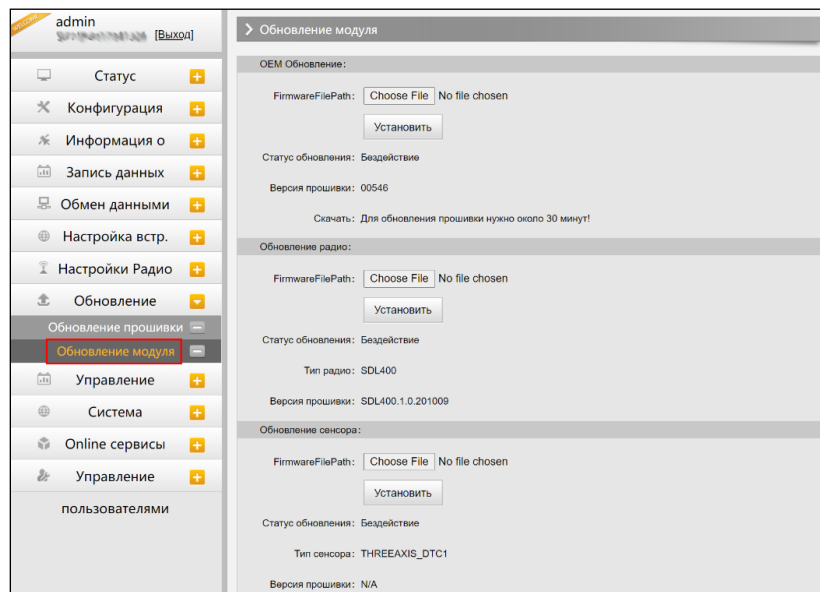 WELCOME
admin
[Выход]
Статус
Конфигурация
Информация о
Запись данных
Обмен данными
Настройка встр.
Настройки Радио
Обновление
Обновление прошивки
Обновление модуля
Управление
Система
Online сервисы
Управление
пользователями
Обновление модуля
OEM Обновление:
FirmwareFilePath: Choose File No file chosen
Установить
Статус обновления: Бездействие
Версия прошивки: 00546
Скачать: Для обновления прошивки нужно около 30 минут!
Обновление радио:
FirmwareFilePath: Choose File No file chosen
Установить
Статус обновления: Бездействие
Тип радио: SDL400
Версия прошивки: SDL400.1.0.201009
Обновление сенсора:
FirmwareFilePath: Choose File No file chosen
Установить
Статус обновления: Бездействие
Тип сенсора: THREEAXIS_DTC1
Версия прошивки: N/A